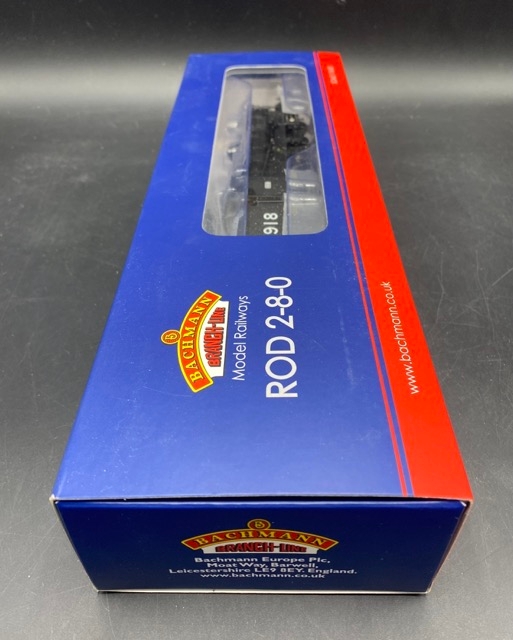 918
BACHMANN
BRANCH-LINE
Model Railways
ROD 2-8-0
www.bachmann.co.uk
BACHMANN
BRANCH-LINE
Bachmann Europe Plc,
Moat Way, Barwell,
Leicestershire LE9 8EY. England.
www.bachmann.co.uk